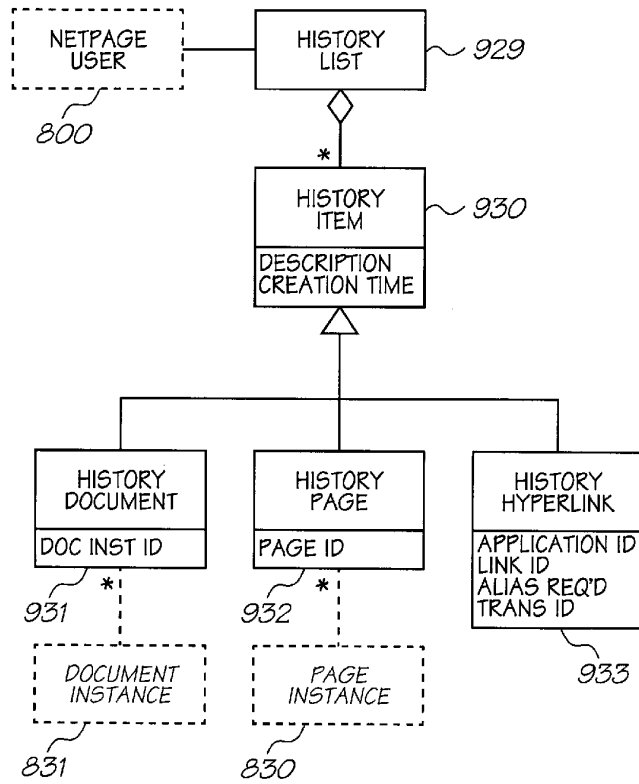 NETPAGE
USER
800
HISTORY
LIST
929
*
HISTORY
ITEM
930
DESCRIPTION
CREATION TIME
HISTORY
DOCUMENT
DOC INST ID
931
*
DOCUMENT
INSTANCE
831
HISTORY
PAGE
PAGE ID
932
*
PAGE
INSTANCE
830
HISTORY
HYPERLINK
APPLICATION ID
LINK ID
ALIAS REQ'D
TRANS ID
933